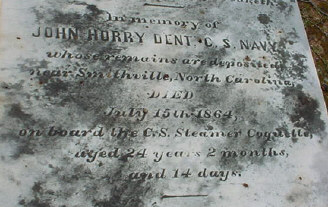 In memory of
JOHN HORRY DENT, C. S. NAVY,
whose remains are deposited
near Smithville, North Carolina,
DIED
July 15th 1864,
on board the C.S. Steamer Coquette,
aged 24 years 2 months,
and 14 days.